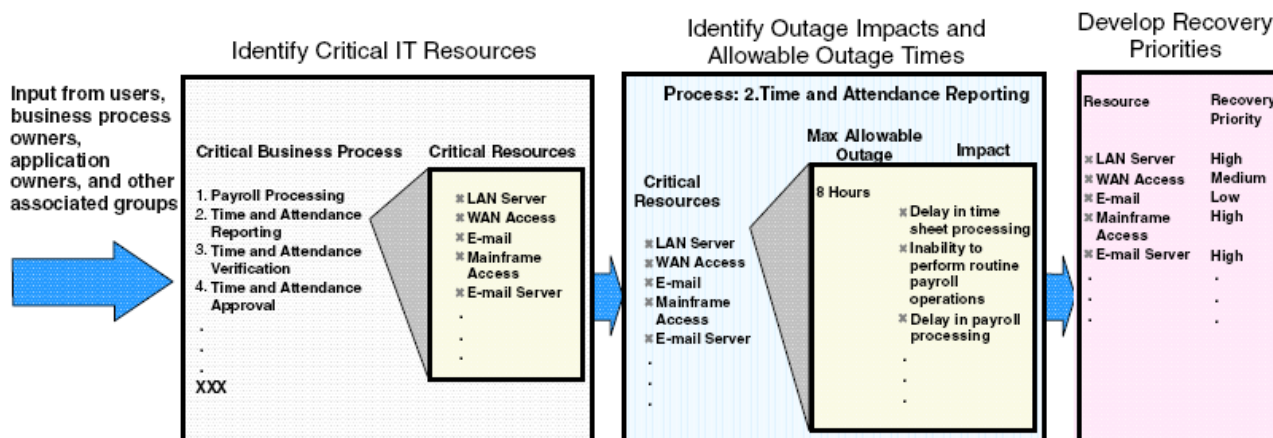 Identify Critical IT Resources
Identify Outage Impacts and
Allowable Outage Times
Develop Recovery
Priorities
Input from users,
business process
owners,
application
owners, and other
associated groups
Critical Business Process
1. Payroll Processing
2. Time and Attendance
Reporting
3. Time and Attendance
Verification
4. Time and Attendance
Approval
.
.
.
XXX
Critical Resources
× LAN Server
× WAN Access
× E-mail
× Mainframe
Access
× E-mail Server
.
.
.
Process: 2.Time and Attendance Reporting
Critical
Resources
× LAN Server
× WAN Access
× E-mail
× Mainframe
Access
× E-mail Server
.
.
.
Max Allowable
Outage
8 Hours
Impact
× Delay in time
sheet processing
× Inability to
perform routine
payroll
operations
× Delay in payroll
processing
.
.
.
Resource Recovery
Priority
× LAN Server High
× WAN Access Medium
× E-mail Low
× Mainframe High
Access
× E-mail Server High
. .
. .
. .